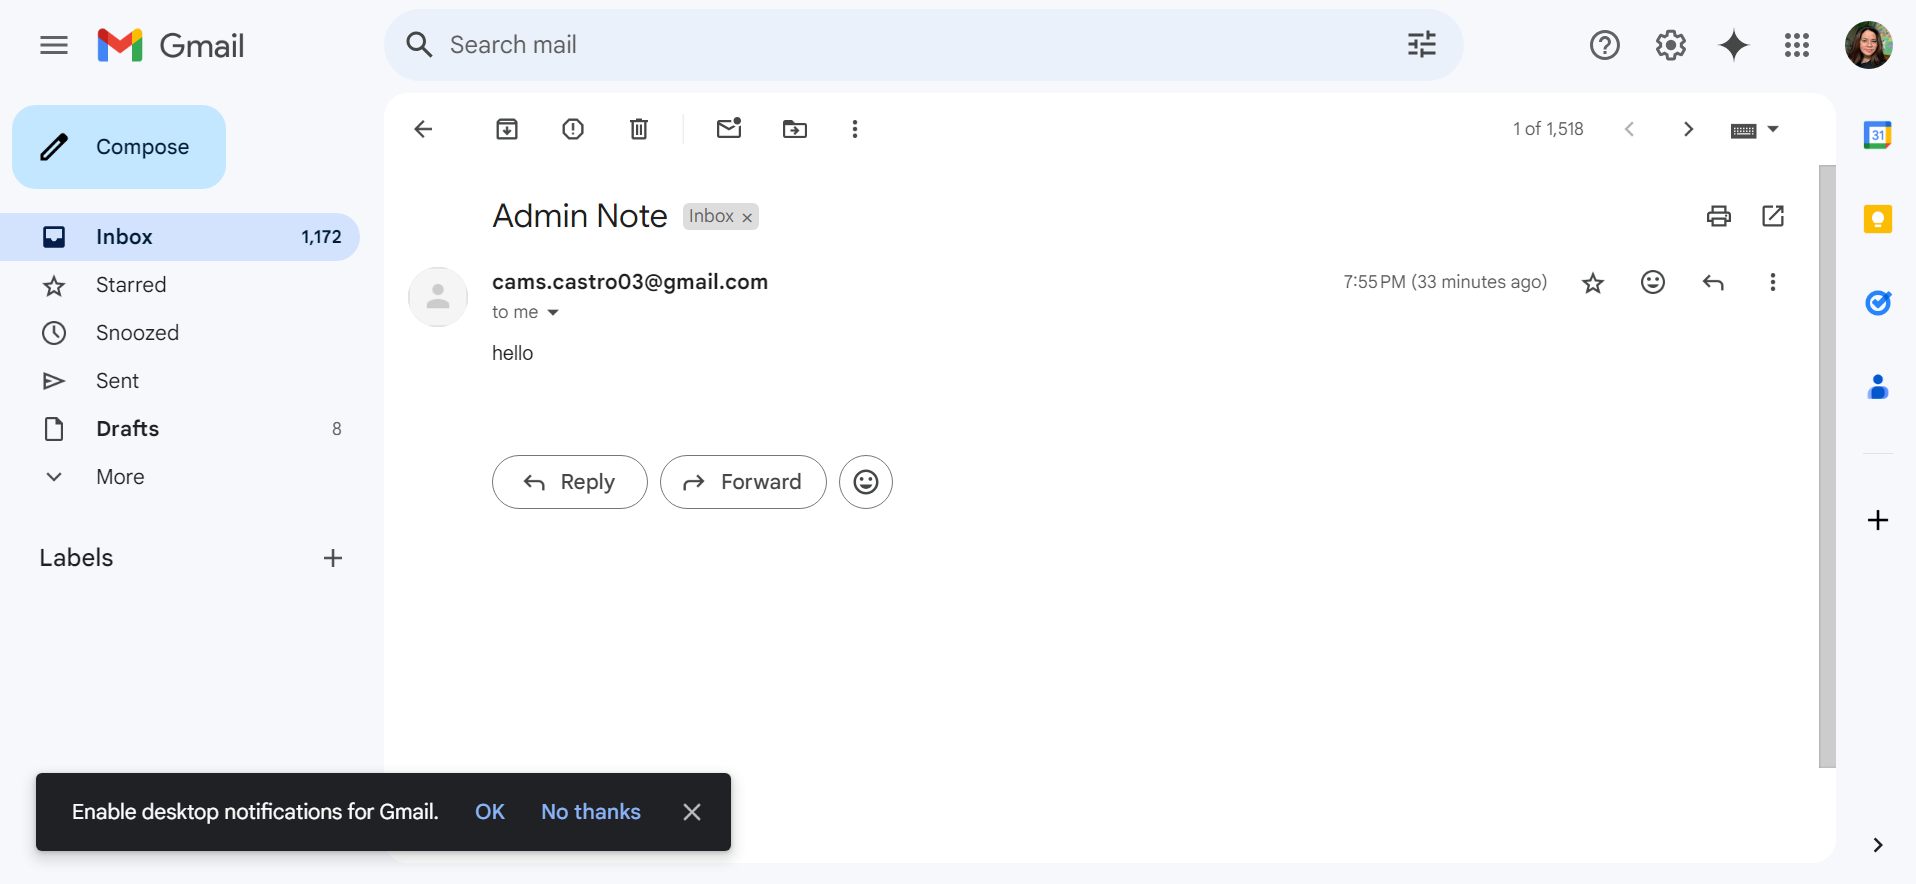 Gmail
Search mail
Compose
1 of 1,518
31
Inbox 1,172
Starred
Snoozed
Sent
Drafts 8
More
Labels
Admin Note Inbox ×
cams.castro03@gmail.com 7:55 PM (33 minutes ago)
to me
hello
Reply Forward
Enable desktop notifications for Gmail. OK No thanks